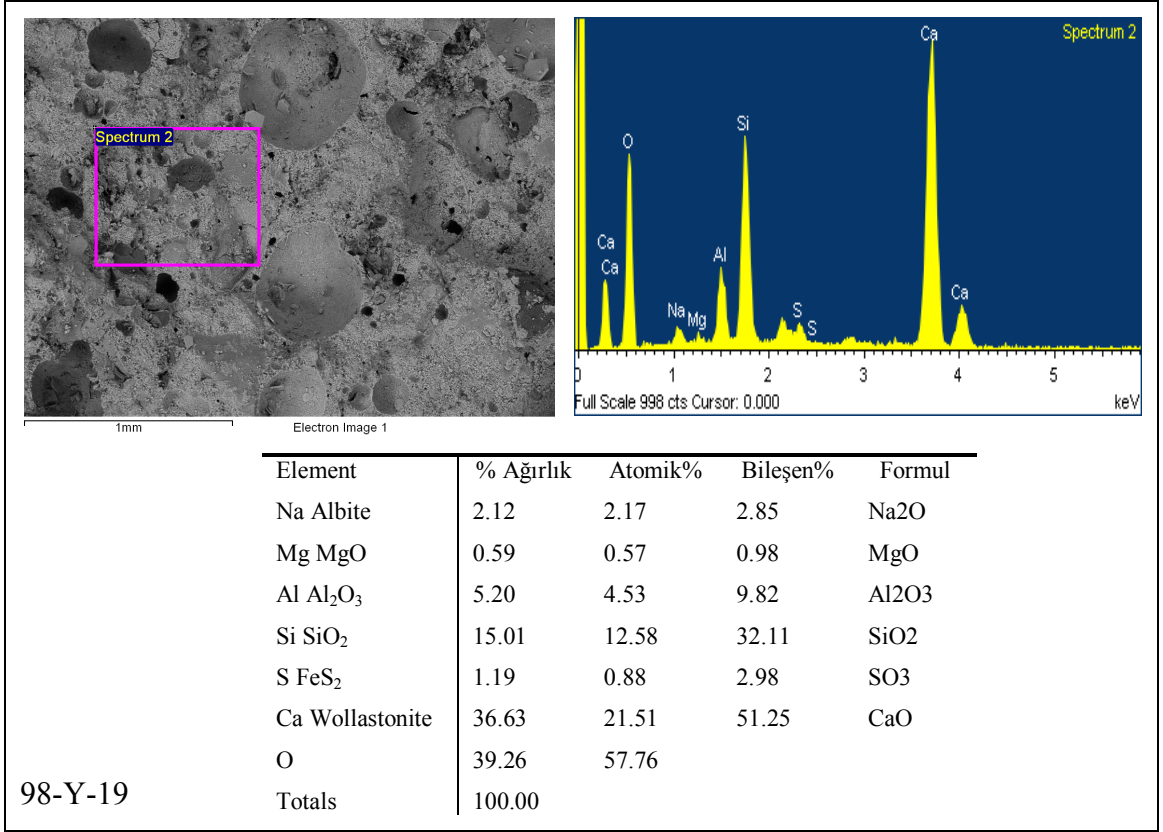 Spectrum 2
1mm
Electron Image 1
Spectrum 2
Ca
Si
O
Ca
Ca
Al
Na
Mg
S
S
Ca
0 1 2 3 4 5
Full Scale 998 cts Cursor: 0.000 keV
Element % Ağırlık Atomik% Bileşen% Formul
Na Albite 2.12 2.17 2.85 Na2O
Mg MgO 0.59 0.57 0.98 MgO
Al Al₂O₃ 5.20 4.53 9.82 Al2O3
Si SiO₂ 15.01 12.58 32.11 SiO2
S FeS₂ 1.19 0.88 2.98 SO3
Ca Wollastonite 36.63 21.51 51.25 CaO
O 39.26 57.76
Totals 100.00
98-Y-19